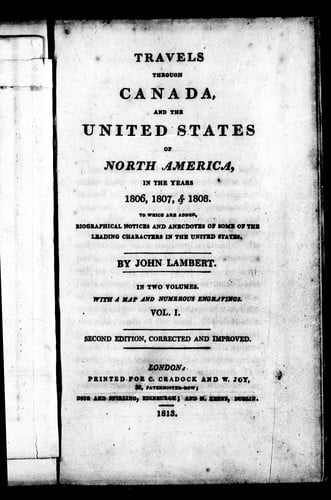 TRAVELS
THROUGH
CANADA,
AND THE
UNITED STATES
OF
NORTH AMERICA,
IN THE YEARS
1806, 1807, & 1808.
TO WHICH ARE ADDED,
BIOGRAPHICAL NOTICES AND ANECDOTES OF SOME OF THE
LEADING CHARACTERS IN THE UNITED STATES,
BY JOHN LAMBERT.
IN TWO VOLUMES.
WITH A MAP AND NUMEROUS ENGRAVINGS.
VOL. I.
SECOND EDITION, CORRECTED AND IMPROVED.
LONDON:
PRINTED FOR C. CRADOCK AND W. JOY,
32, PATERNOSTER-ROW;
DOIG AND STIRLING, EDINBURGH; AND M. KEENE, DUBLIN.
1813.